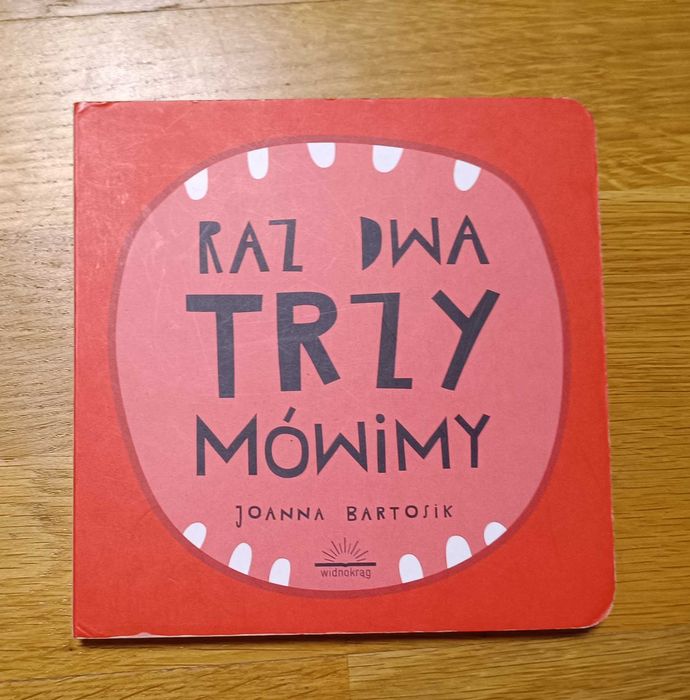 RAZ DWA
TRZY
MÓWiMY
JOANNA BARTOSiK
widnokrąg